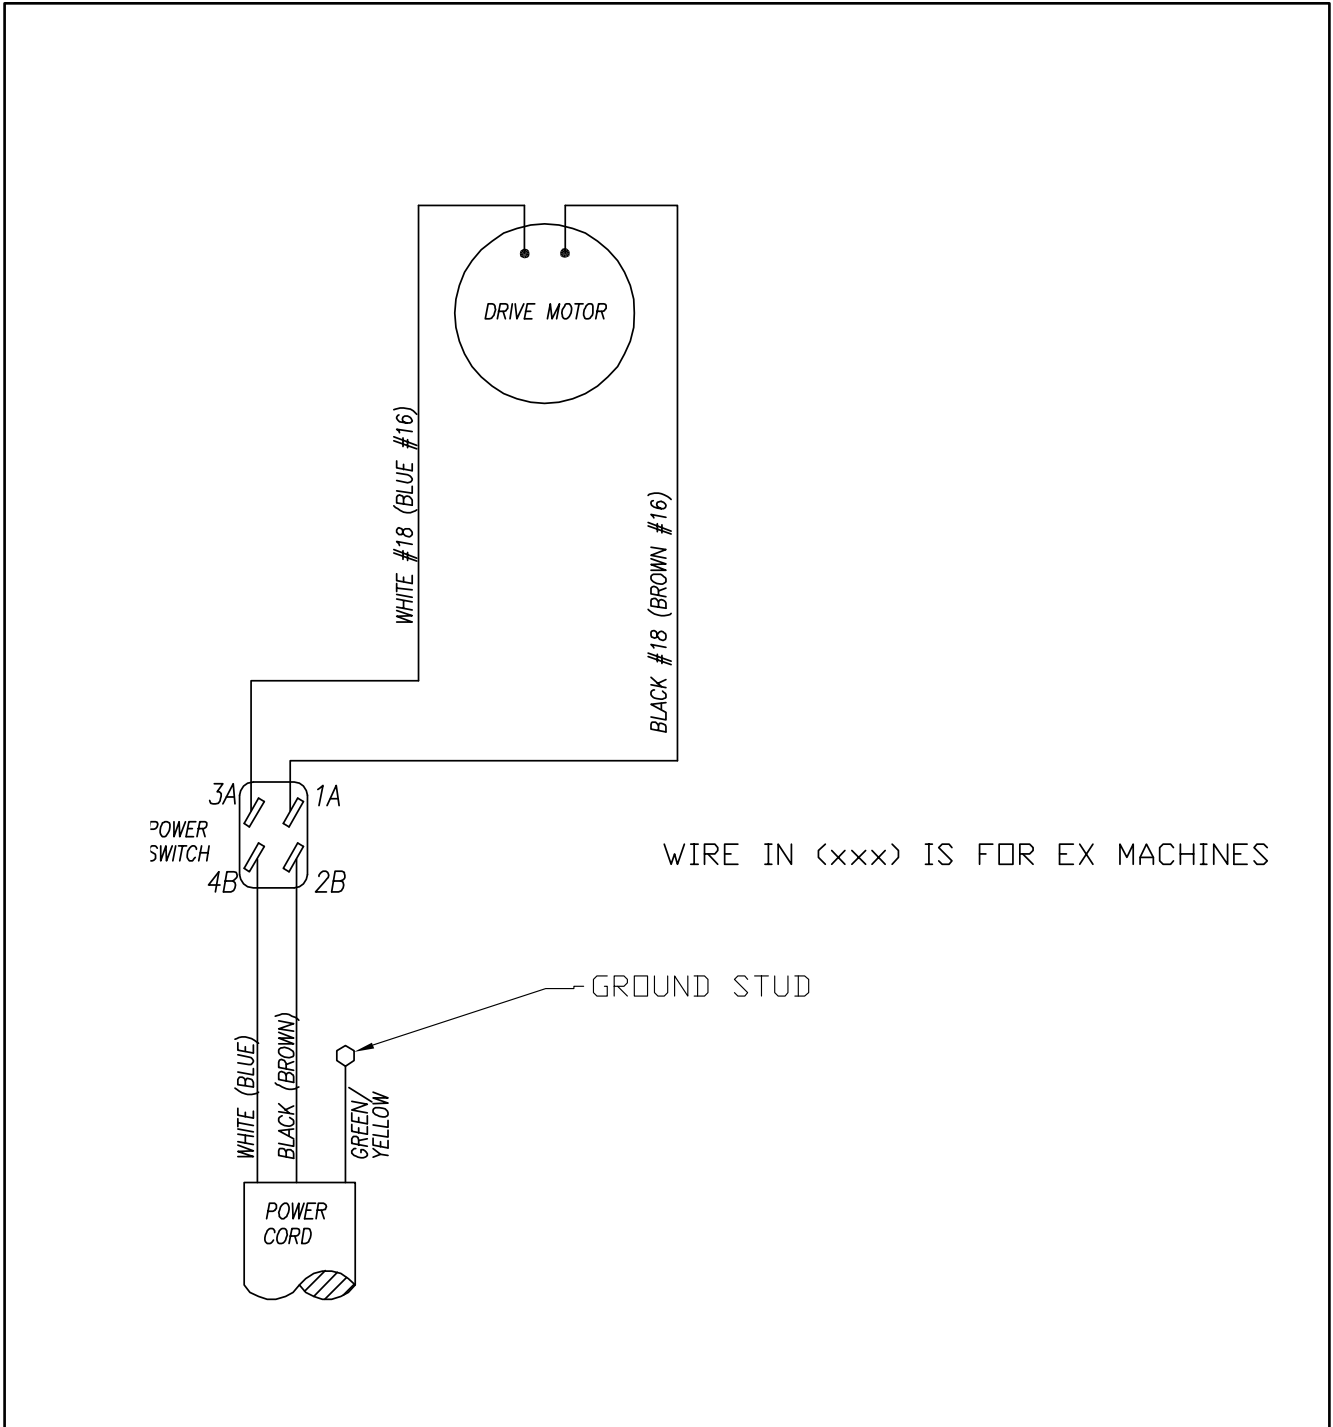 DRIVE MOTOR
WHITE #18 (BLUE #16)
BLACK #18 (BROWN #16)
3A
1A
POWER
SWITCH
4B
2B
WIRE IN (xxx) IS FOR EX MACHINES
GROUND STUD
WHITE (BLUE)
BLACK (BROWN)
GREEN/
YELLOW
POWER
CORD